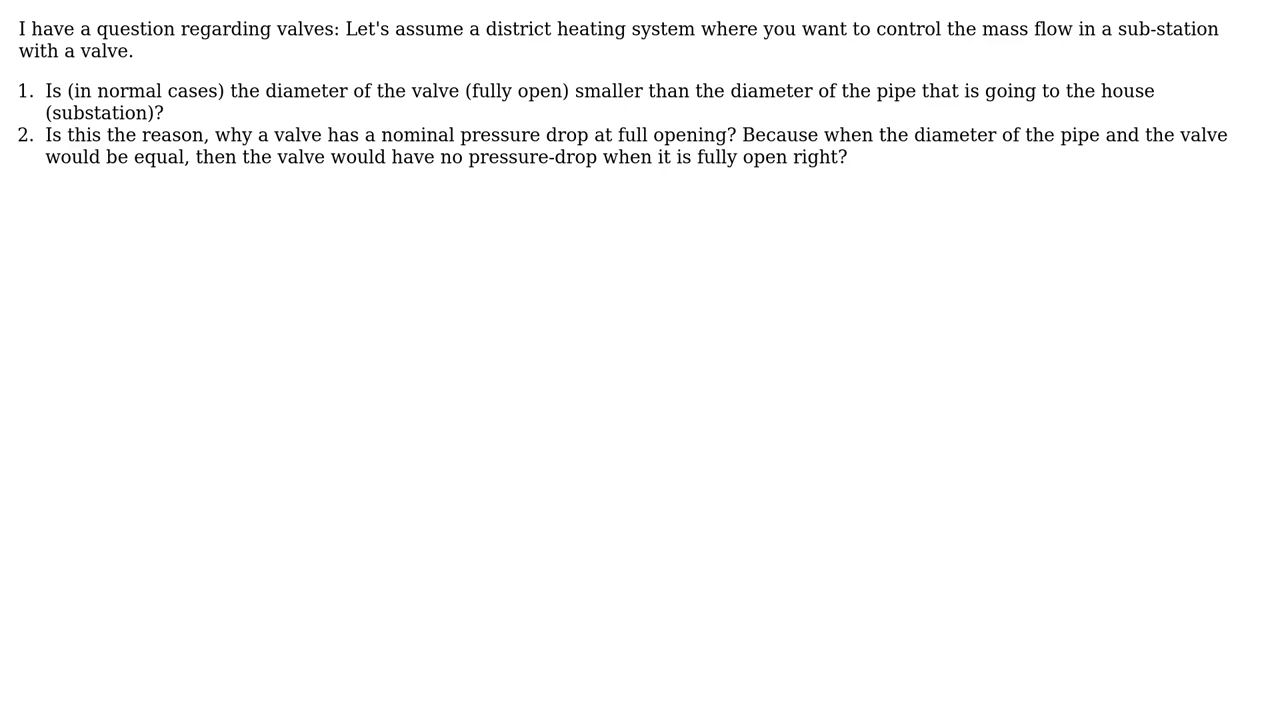 I have a question regarding valves: Let's assume a district heating system where you want to control the mass flow in a sub-station
with a valve.
1. Is (in normal cases) the diameter of the valve (fully open) smaller than the diameter of the pipe that is going to the house
(substation)?
2. Is this the reason, why a valve has a nominal pressure drop at full opening? Because when the diameter of the pipe and the valve
would be equal, then the valve would have no pressure-drop when it is fully open right?